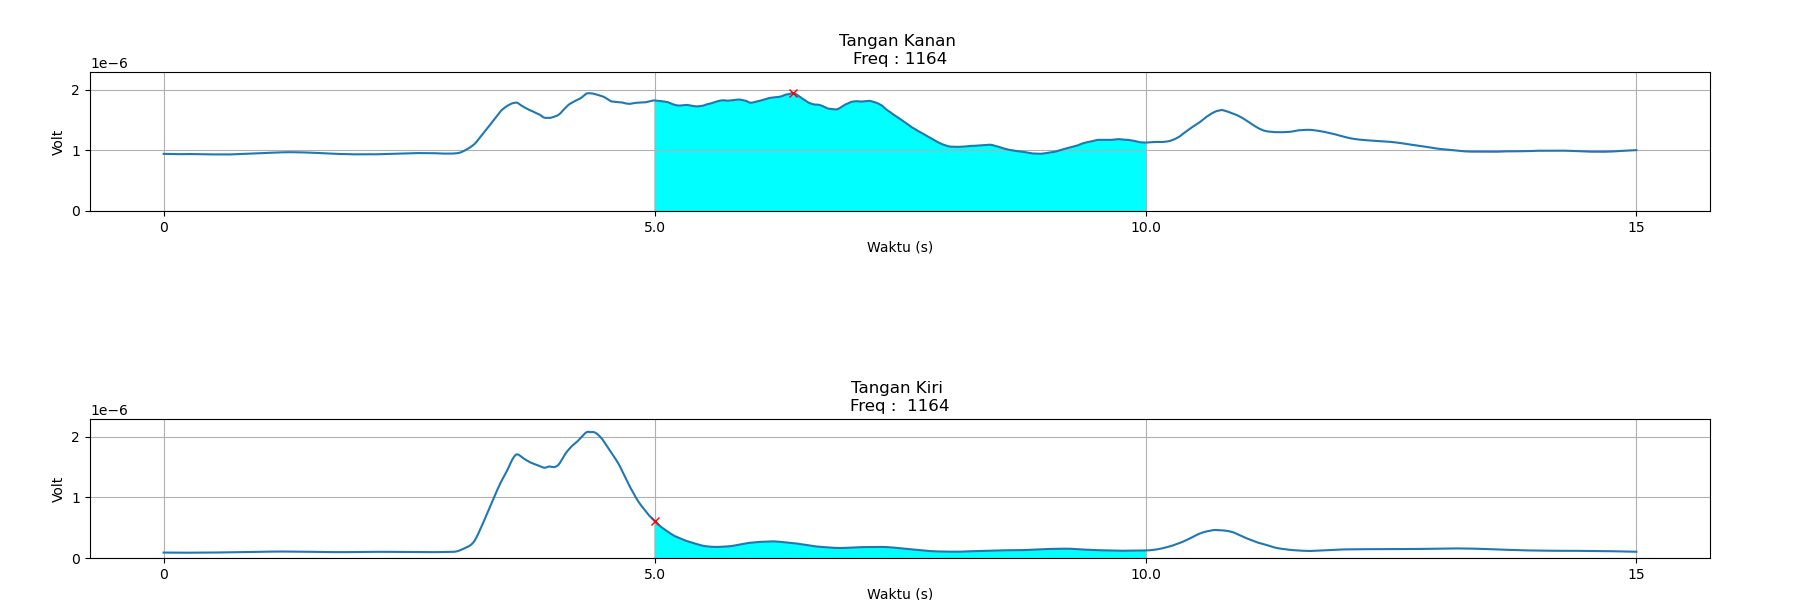 Tangan Kanan
Freq : 1164
1e−6
2
1
0
Volt
0 5.0 10.0 15
Waktu (s)
Tangan Kiri
Freq :  1164
1e−6
2
1
0
Volt
0 5.0 10.0 15
Waktu (s)